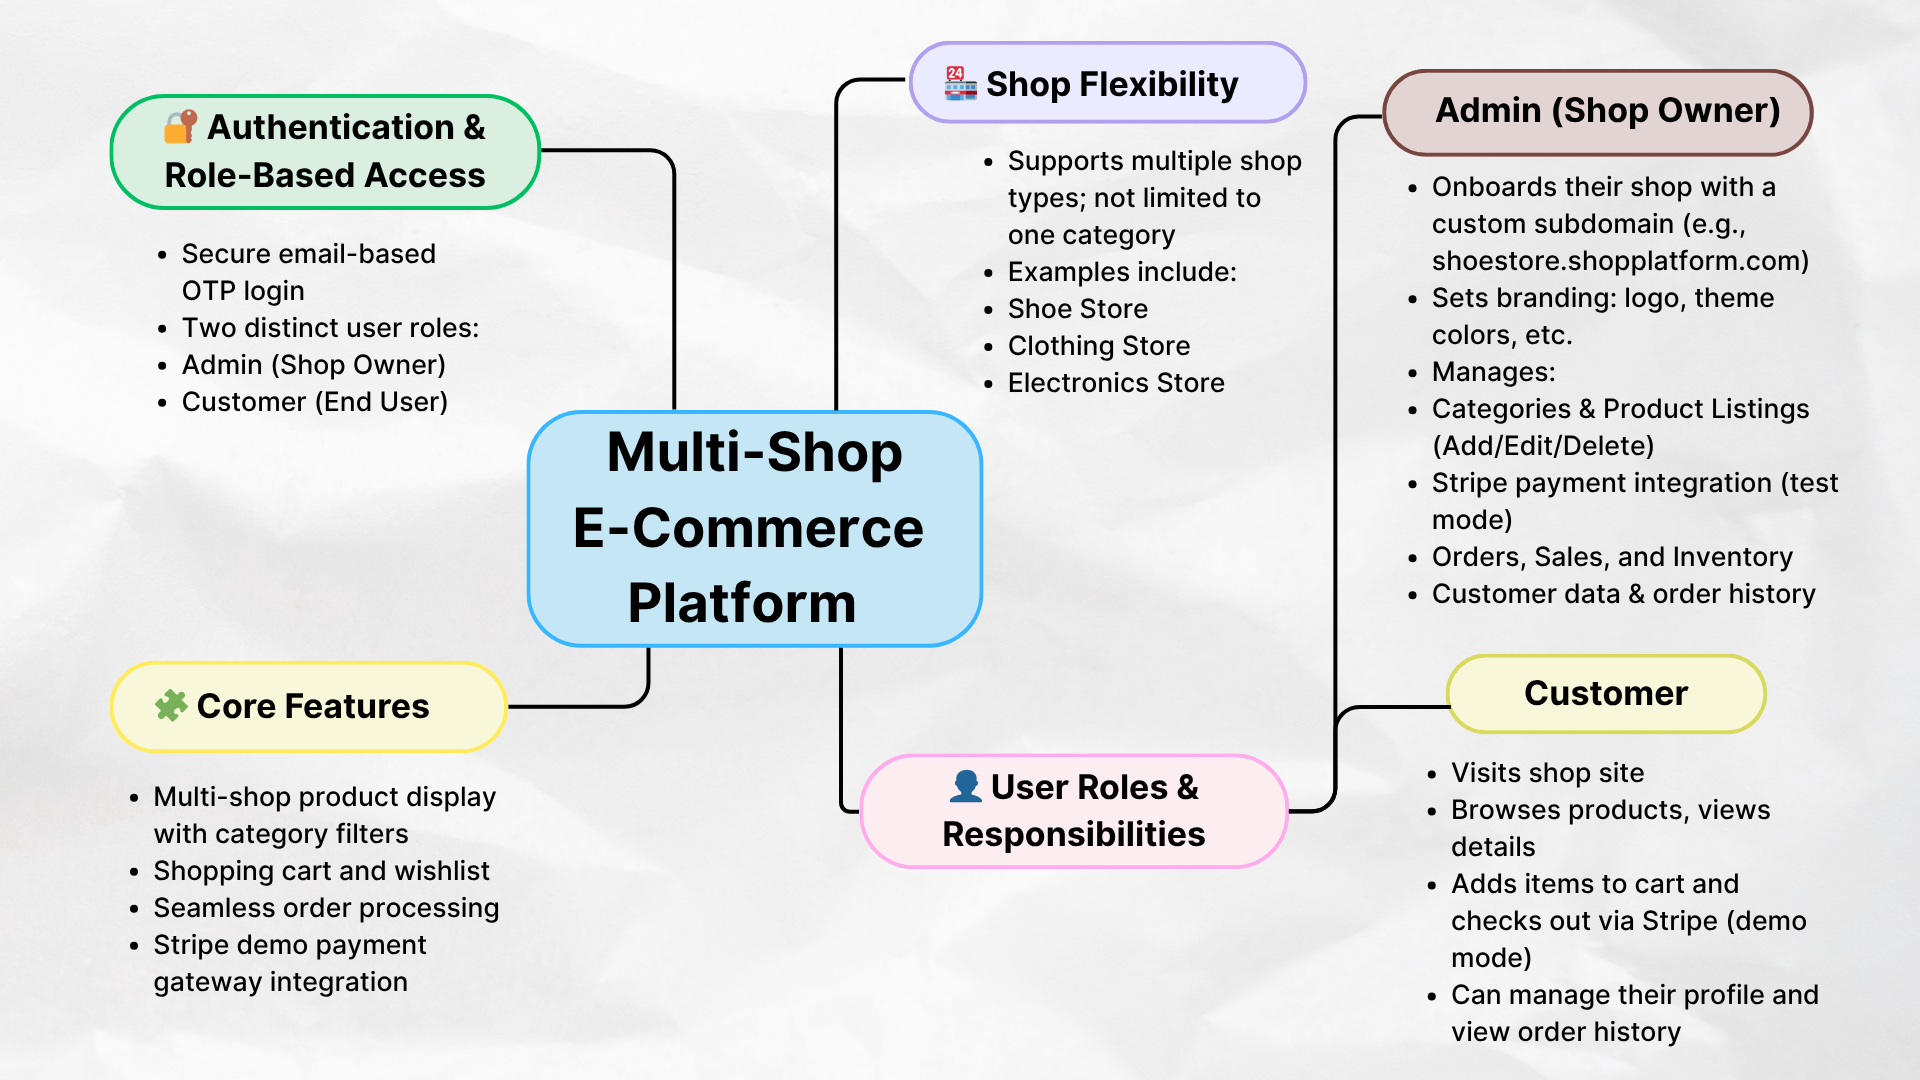 🔐 Authentication &
Role-Based Access
• Secure email-based
OTP login
• Two distinct user roles:
• Admin (Shop Owner)
• Customer (End User)
24
Shop Flexibility
• Supports multiple shop
types; not limited to
one category
• Examples include:
• Shoe Store
• Clothing Store
• Electronics Store
Admin (Shop Owner)
• Onboards their shop with a
custom subdomain (e.g.,
shoestore.shopplatform.com)
• Sets branding: logo, theme
colors, etc.
• Manages:
• Categories & Product Listings
(Add/Edit/Delete)
• Stripe payment integration (test
mode)
• Orders, Sales, and Inventory
• Customer data & order history
Multi-Shop
E-Commerce
Platform
🧩 Core Features
• Multi-shop product display
with category filters
• Shopping cart and wishlist
• Seamless order processing
• Stripe demo payment
gateway integration
👤 User Roles &
Responsibilities
Customer
• Visits shop site
• Browses products, views
details
• Adds items to cart and
checks out via Stripe (demo
mode)
• Can manage their profile and
view order history